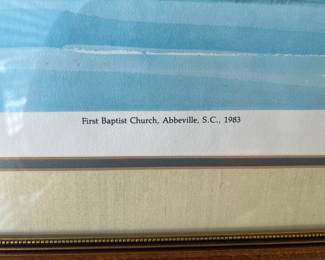 First Baptist Church, Abbeville, S.C., 1983